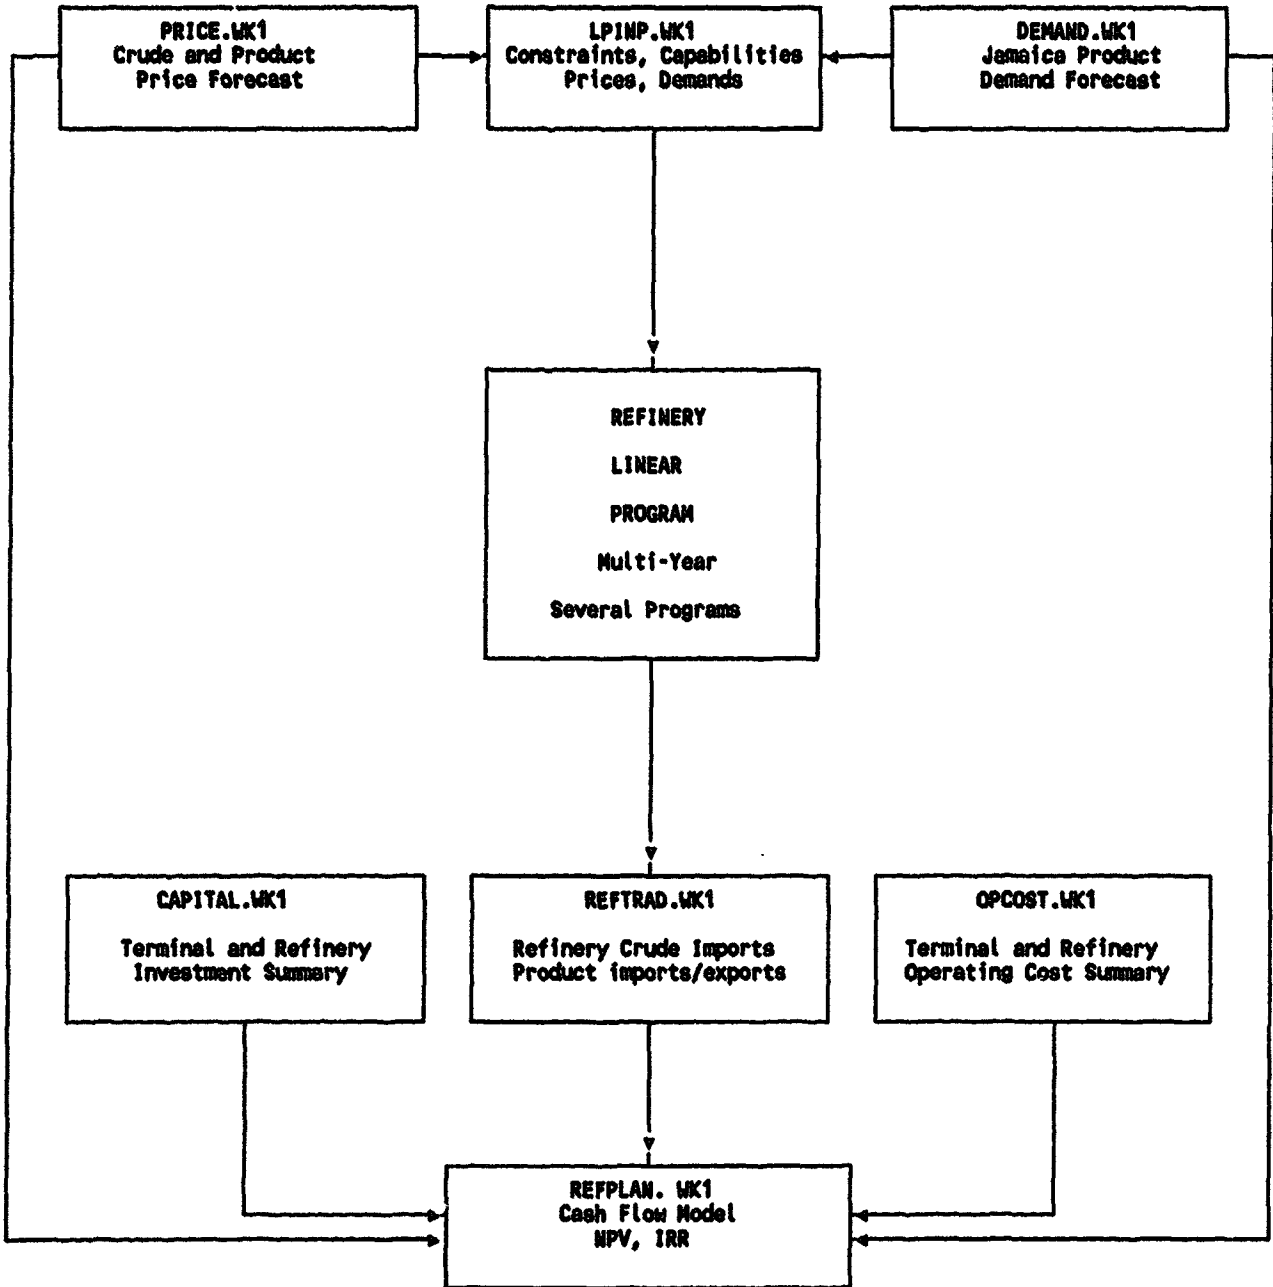 PRICE.WK1
Crude and Product
Price Forecast
LPINP.WK1
Constraints, Capabilities
Prices, Demands
DEMAND.WK1
Jamaica Product
Demand Forecast
REFINERY
LINEAR
PROGRAM
Multi-Year
Several Programs
CAPITAL.WK1
Terminal and Refinery
Investment Summary
REFTRAD.WK1
Refinery Crude Imports
Product imports/exports
OPCOST.WK1
Terminal and Refinery
Operating Cost Summary
REFPLAN. WK1
Cash Flow Model
NPV, IRR